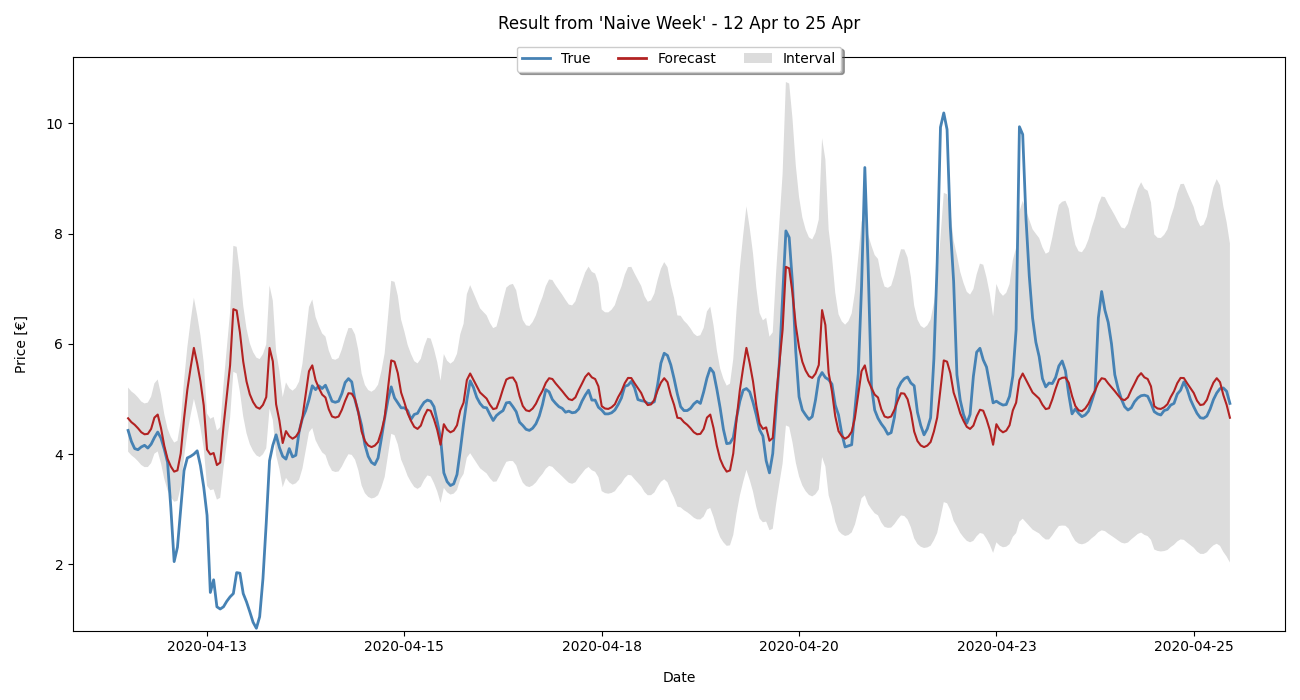 Result from 'Naive Week' - 12 Apr to 25 Apr
True Forecast Interval
10
8
6
4
2
Price [€]
2020-04-13 2020-04-15 2020-04-18 2020-04-20 2020-04-23 2020-04-25
Date